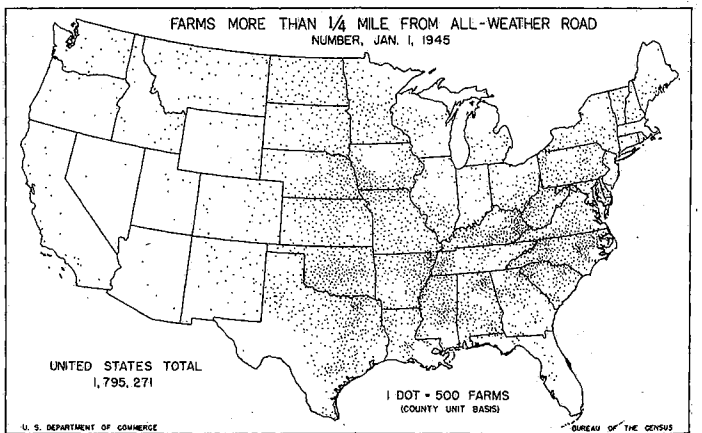 FARMS MORE THAN 1/4 MILE FROM ALL-WEATHER ROAD
NUMBER, JAN. 1, 1945
UNITED STATES TOTAL
1,795,271
1 DOT = 500 FARMS
(COUNTY UNIT BASIS)
U. S. DEPARTMENT OF COMMERCE
BUREAU OF THE CENSUS